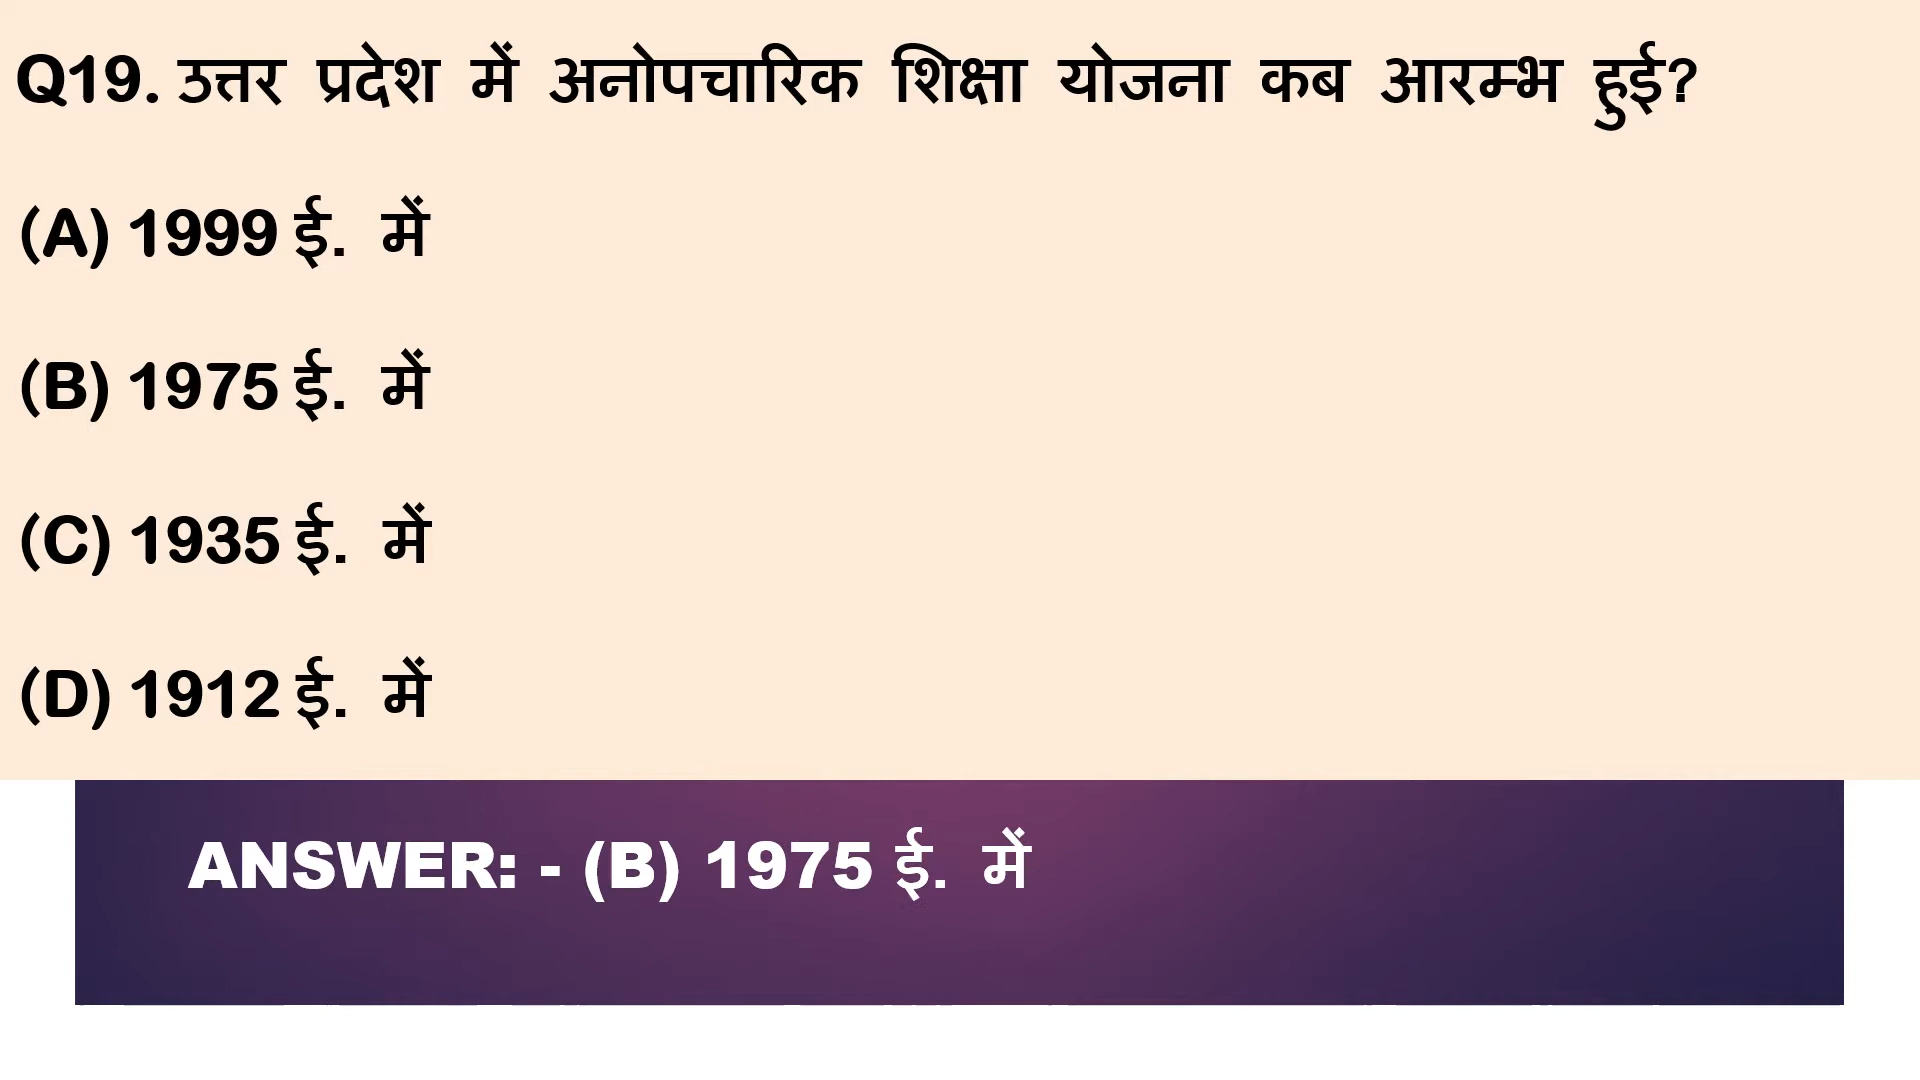 Q19. उत्तर प्रदेश में अनोपचारिक शिक्षा योजना कब आरम्भ हुई?
(A) 1999 ई. में
(B) 1975 ई. में
(C) 1935 ई. में
(D) 1912 ई. में
ANSWER: - (B) 1975 ई. में